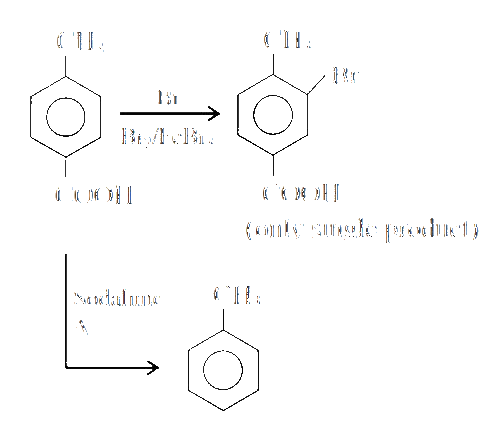 CH₃ CH₃
Br
Br
Br₂/FeBr₃
COOH COOH
(only single product)
Sodalime
Δ
CH₃